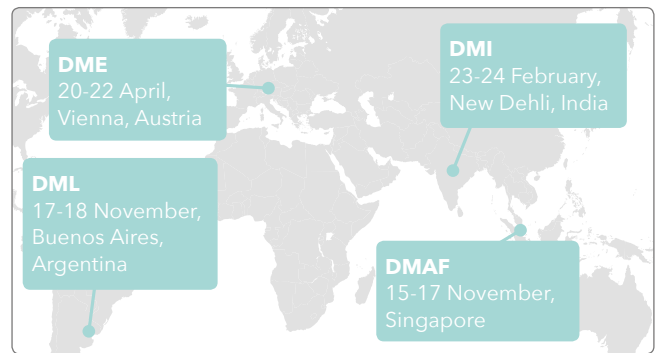 DME
20-22 April,
Vienna, Austria
DMI
23-24 February,
New Dehli, India
DML
17-18 November,
Buenos Aires,
Argentina
DMAF
15-17 November,
Singapore